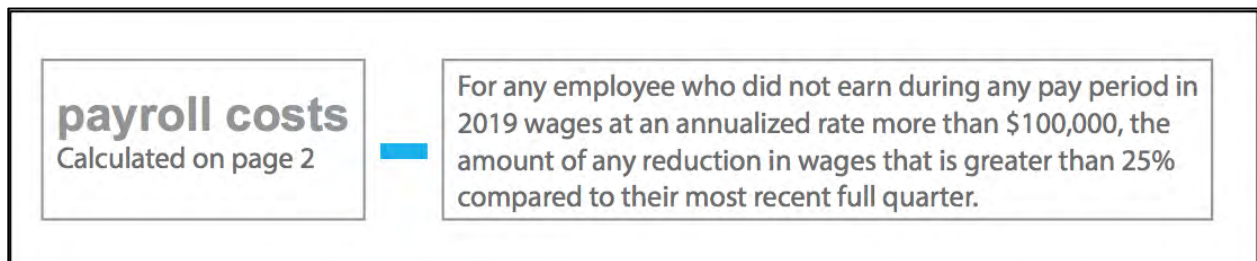 payroll costs
Calculated on page 2
For any employee who did not earn during any pay period in
2019 wages at an annualized rate more than $100,000, the
amount of any reduction in wages that is greater than 25%
compared to their most recent full quarter.